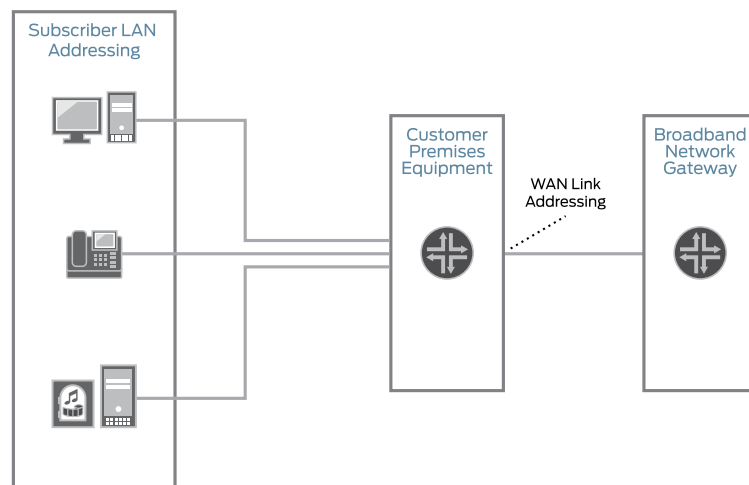 Subscriber LAN
Addressing
Customer
Premises
Equipment
WAN Link
Addressing
Broadband
Network
Gateway